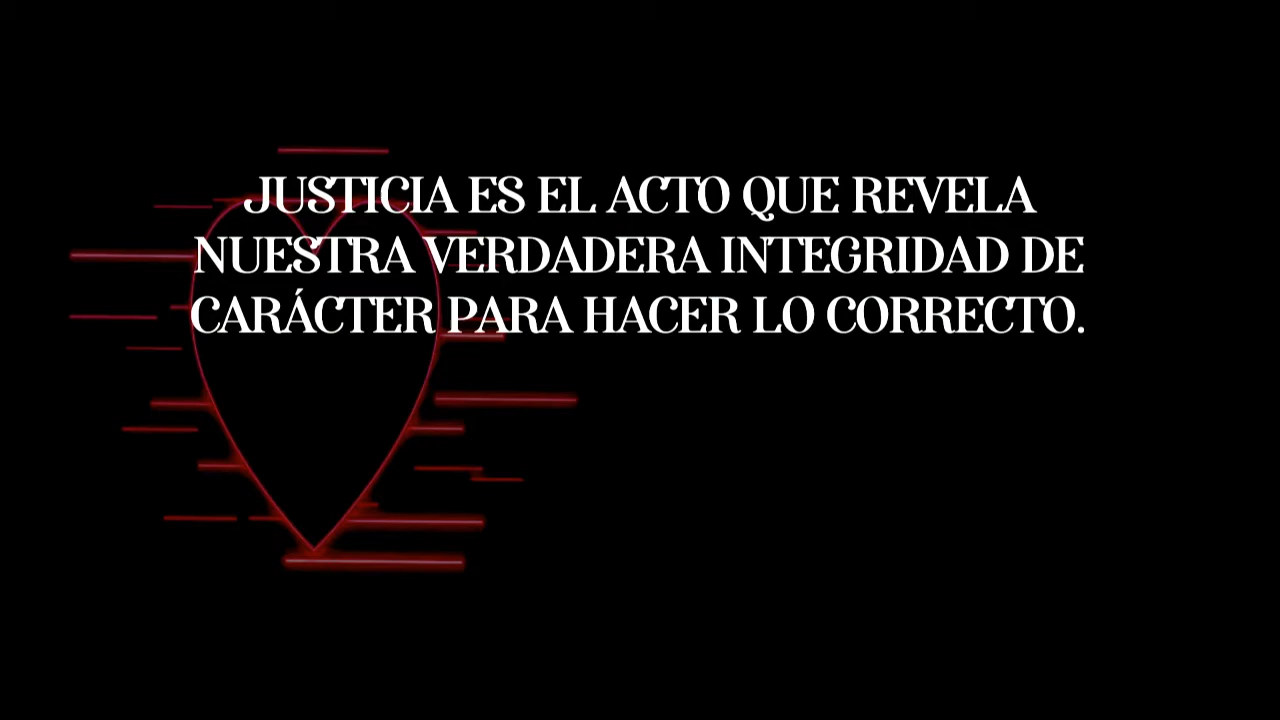 JUSTICIA ES EL ACTO QUE REVELA
NUESTRA VERDADERA INTEGRIDAD DE
CARÁCTER PARA HACER LO CORRECTO.